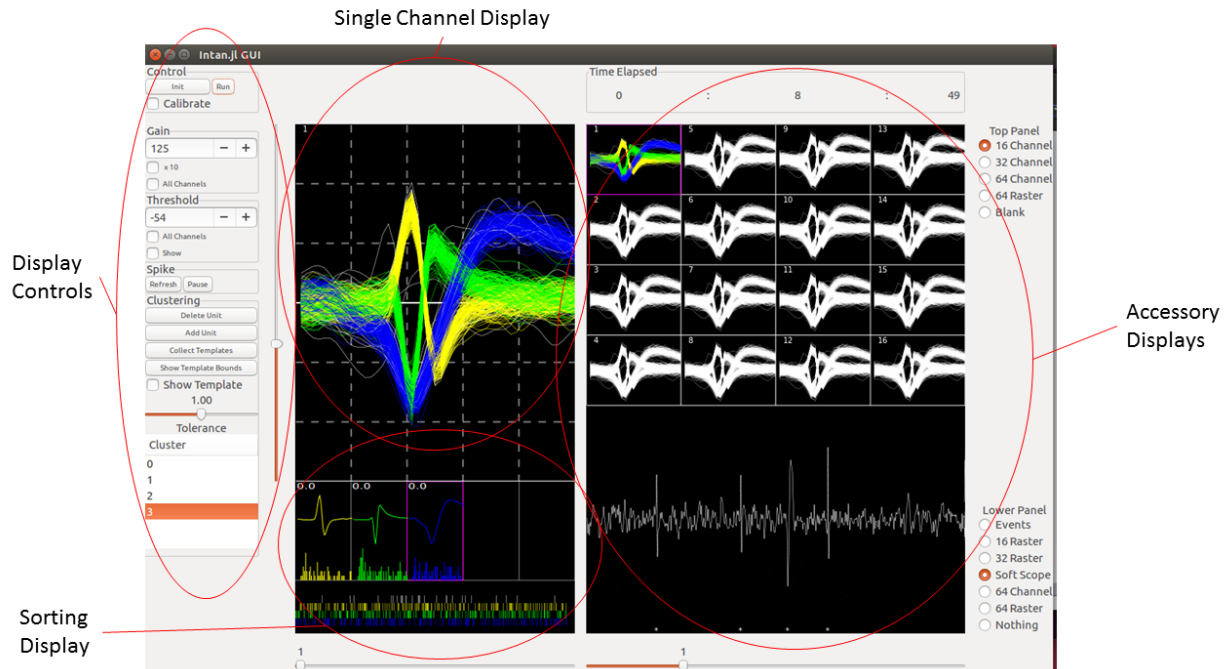 Single Channel Display
Intan.jl GUI
Control
Init Run
Calibrate
Gain
125 − +
x 10
All Channels
Threshold
-54 − +
All Channels
Show
Spike
Refresh Pause
Clustering
Delete Unit
Add Unit
Collect Templates
Show Template Bounds
Show Template
1.00
Tolerance
Cluster
0
1
2
3
Display
Controls
1
0.0 0.0 0.0
Sorting
Display
1
Time Elapsed
0 : 8 : 49
1 5 9 13
2 6 10 14
3 7 11 15
4 8 12 16
1
Top Panel
16 Channel
32 Channel
64 Channel
64 Raster
Blank
Accessory
Displays
Lower Panel
Events
16 Raster
32 Raster
Soft Scope
64 Channel
64 Raster
Nothing